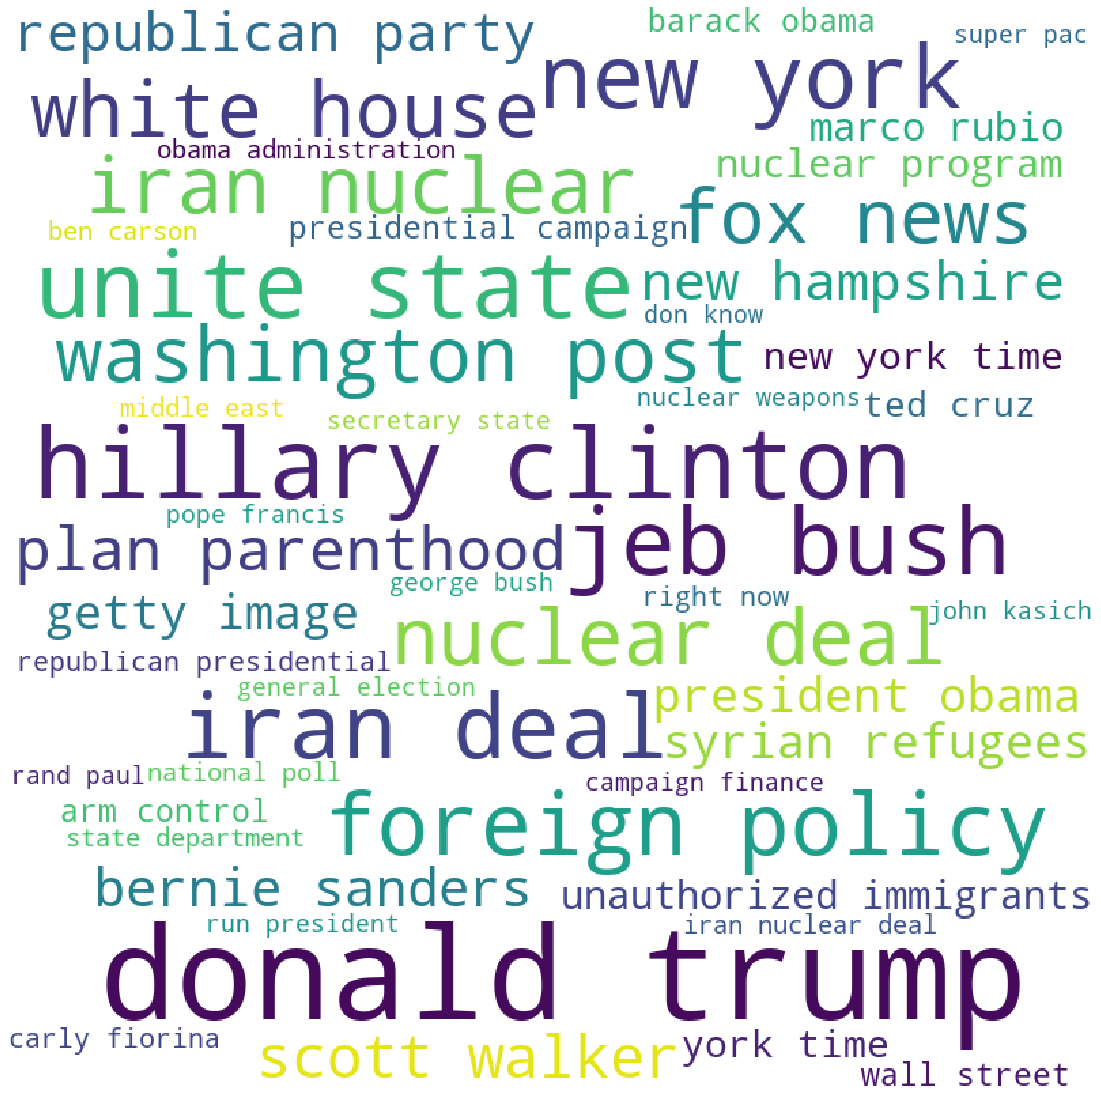 republican party
barack obama
super pac
white house
new york
marco rubio
obama administration
iran nuclear
nuclear program
ben carson
presidential campaign
fox news
unite state
new hampshire
don know
washington post
new york time
middle east
secretary state
nuclear weapons
ted cruz
hillary clinton
pope francis
plan parenthood
jeb bush
george bush
right now
getty image
nuclear deal
john kasich
republican presidential
general election
iran deal
president obama
syrian refugees
rand paul
national poll
campaign finance
arm control
state department
foreign policy
bernie sanders
unauthorized immigrants
run president
iran nuclear deal
donald trump
carly fiorina
scott walker
york time
wall street